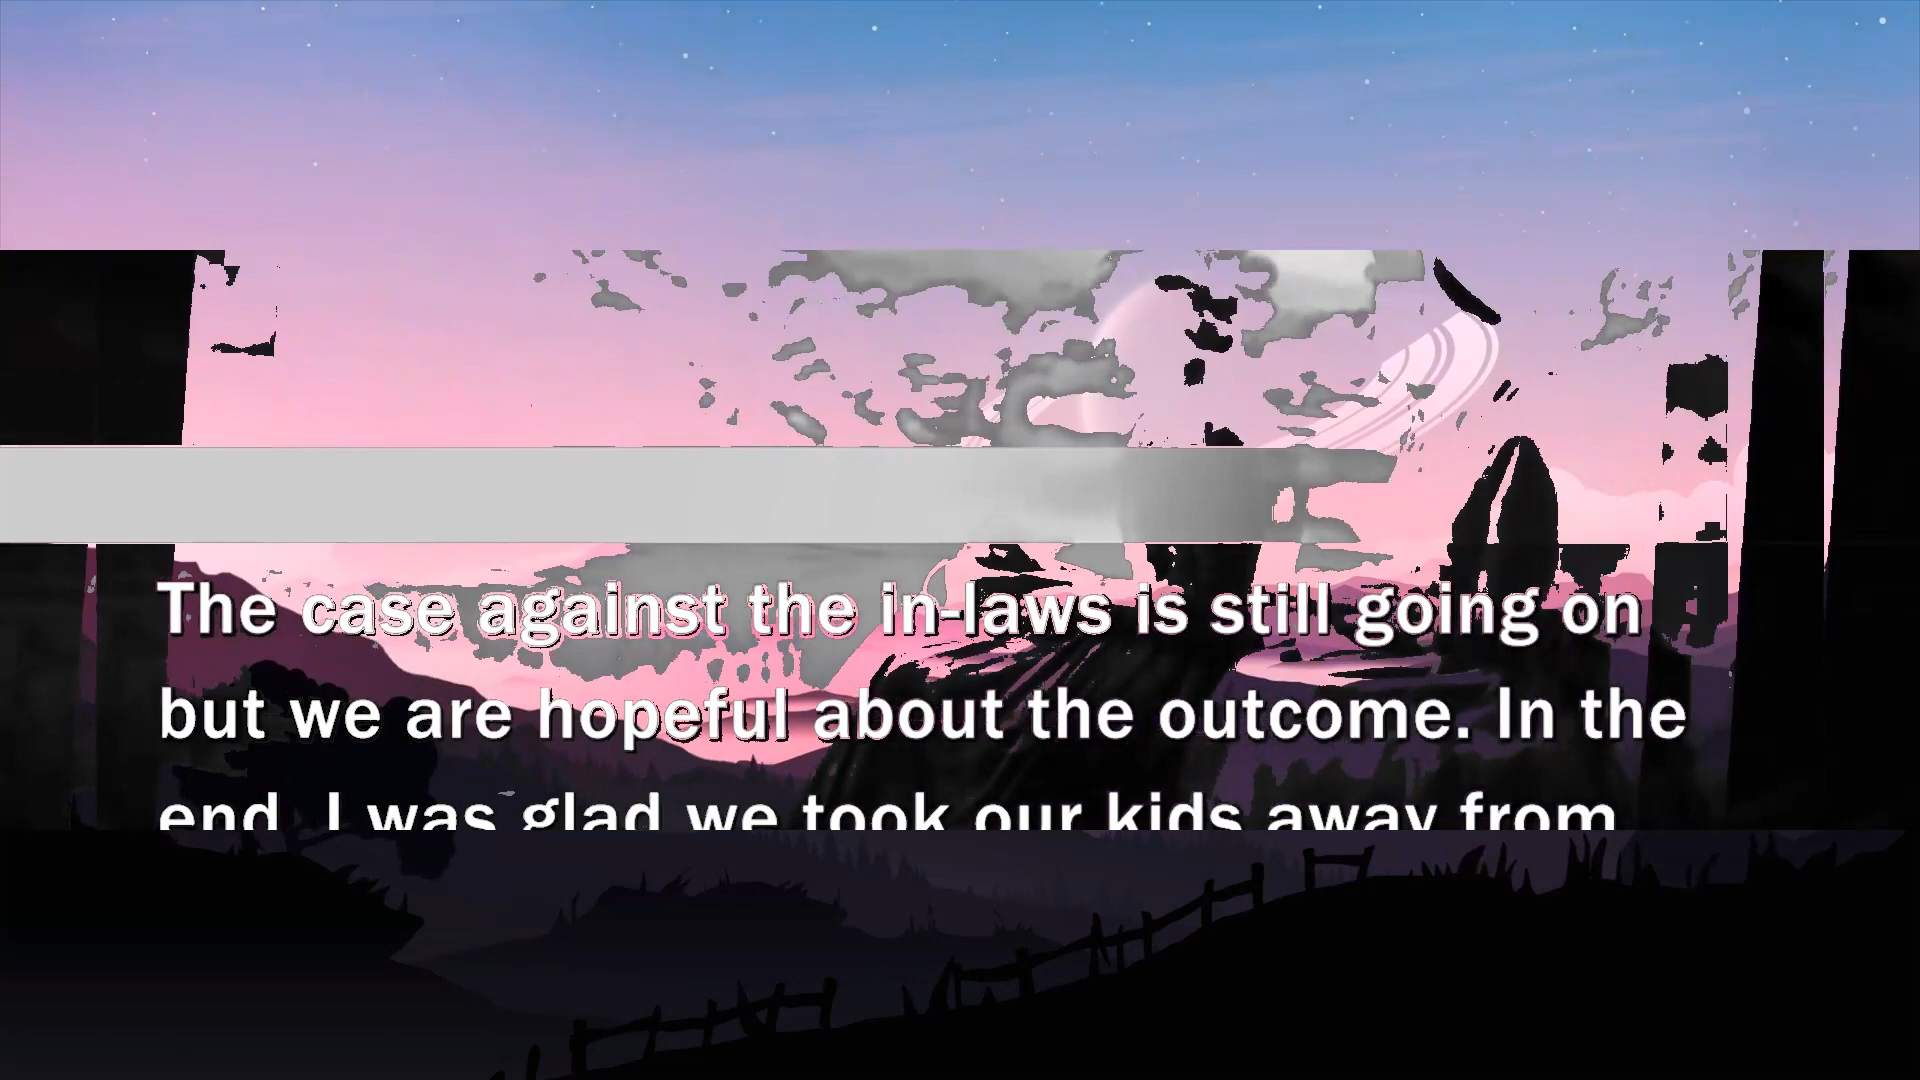 The case against the in-laws is still going on
but we are hopeful about the outcome. In the
end, I was glad we took our kids away from